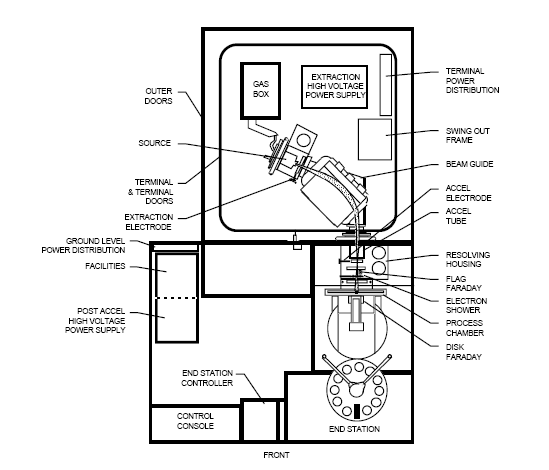 GAS
BOX
EXTRACTION
HIGH VOLTAGE
POWER SUPPLY
TERMINAL
POWER
DISTRIBUTION
OUTER
DOORS
SWING OUT
FRAME
SOURCE
BEAM GUIDE
TERMINAL
& TERMINAL
DOORS
ACCEL
ELECTRODE
EXTRACTION
ELECTRODE
ACCEL
TUBE
GROUND LEVEL
POWER DISTRIBUTION
RESOLVING
HOUSING
FACILITIES
FLAG
FARADAY
ELECTRON
SHOWER
POST ACCEL
HIGH VOLTAGE
POWER SUPPLY
PROCESS
CHAMBER
DISK
FARADAY
END STATION
CONTROLLER
CONTROL
CONSOLE
END STATION
FRONT